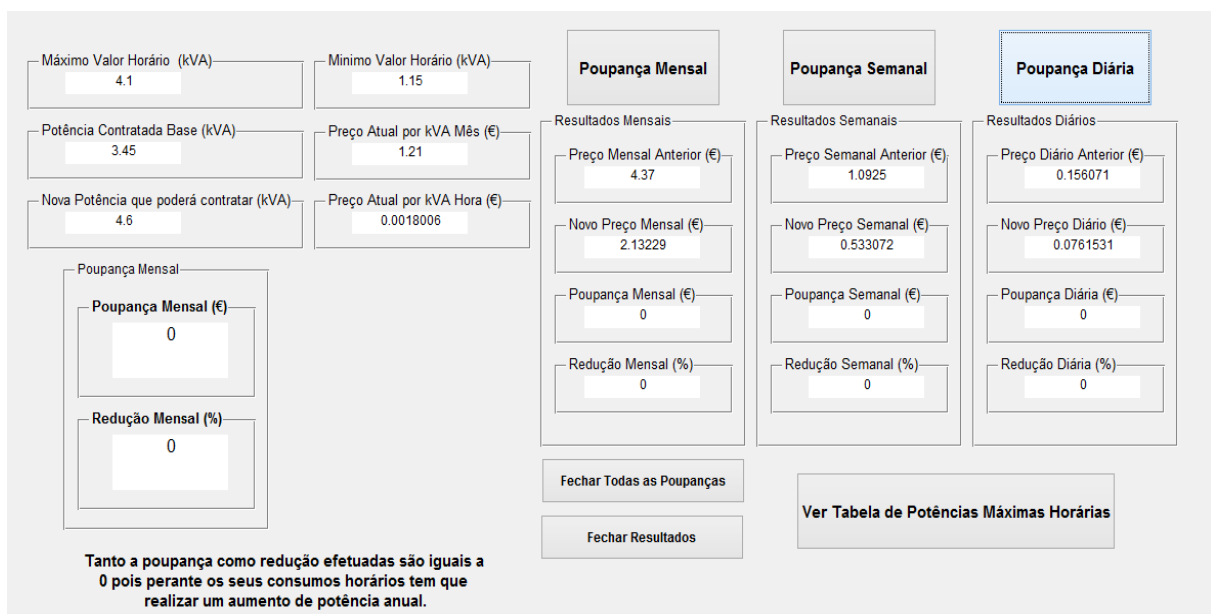 Máximo Valor Horário (kVA)
4.1
Minimo Valor Horário (kVA)
1.15
Potência Contratada Base (kVA)
3.45
Preço Atual por kVA Mês (€)
1.21
Nova Potência que poderá contratar (kVA)
4.6
Preço Atual por kVA Hora (€)
0.0018006
Poupança Mensal
Poupança Mensal (€)
0
Redução Mensal (%)
0
Tanto a poupança como redução efetuadas são iguais a
0 pois perante os seus consumos horários tem que
realizar um aumento de potência anual.
Poupança Mensal
Resultados Mensais
Preço Mensal Anterior (€)
4.37
Novo Preço Mensal (€)
2.13229
Poupança Mensal (€)
0
Redução Mensal (%)
0
Poupança Semanal
Resultados Semanais
Preço Semanal Anterior (€)
1.0925
Novo Preço Semanal (€)
0.533072
Poupança Semanal (€)
0
Redução Semanal (%)
0
Poupança Diária
Resultados Diários
Preço Diário Anterior (€)
0.156071
Novo Preço Diário (€)
0.0761531
Poupança Diária (€)
0
Redução Diária (%)
0
Fechar Todas as Poupanças
Fechar Resultados
Ver Tabela de Potências Máximas Horárias